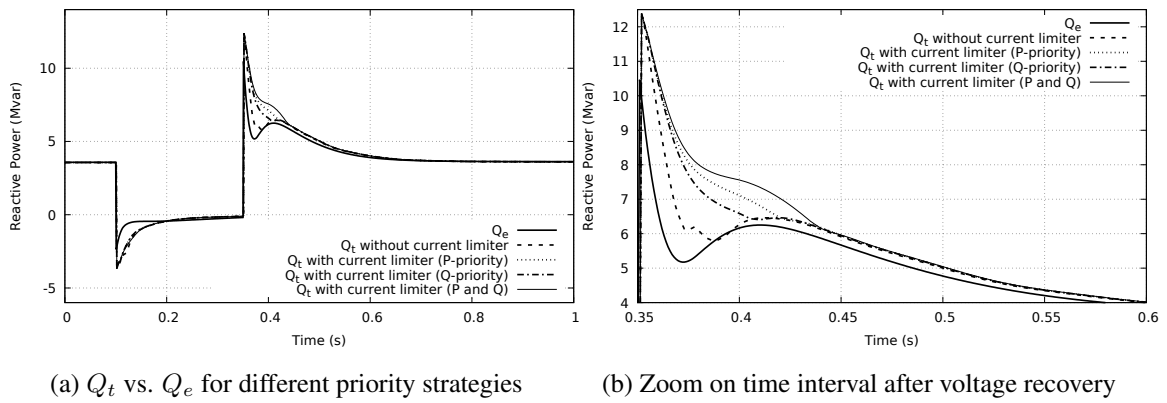 Reactive Power (Mvar)
10
5
0
-5
0
0.2
0.4
0.6
0.8
1
Time (s)
Qe
Qt without current limiter
Qt with current limiter (P-priority)
Qt with current limiter (Q-priority)
Qt with current limiter (P and Q)
Reactive Power (Mvar)
12
11
10
9
8
7
6
5
4
0.35
0.4
0.45
0.5
0.55
0.6
Time (s)
Qe
Qt without current limiter
Qt with current limiter (P-priority)
Qt with current limiter (Q-priority)
Qt with current limiter (P and Q)
(a) Qt vs. Qe for different priority strategies
(b) Zoom on time interval after voltage recovery